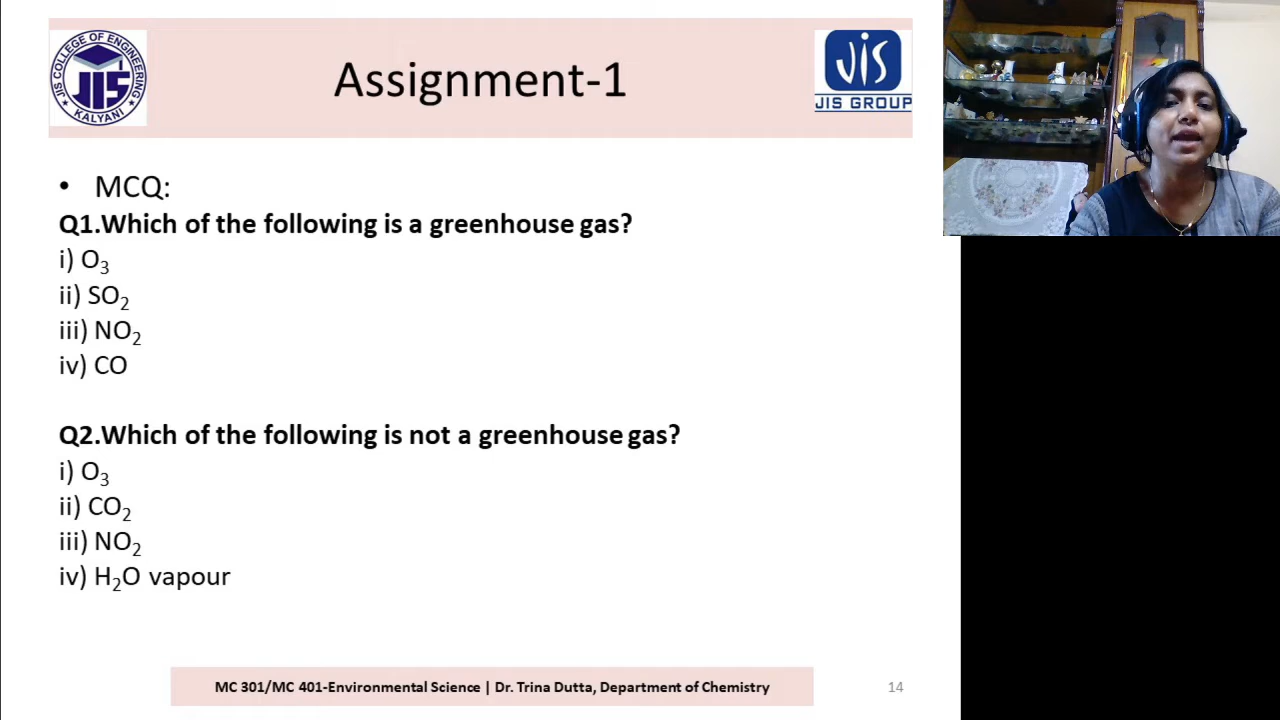 JIS COLLEGE OF ENGINEERING
JIS
KALYANI
Assignment-1
JIS
JIS GROUP
• MCQ:
Q1.Which of the following is a greenhouse gas?
i) O₃
ii) SO₂
iii) NO₂
iv) CO
Q2.Which of the following is not a greenhouse gas?
i) O₃
ii) CO₂
iii) NO₂
iv) H₂O vapour
MC 301/MC 401-Environmental Science | Dr. Trina Dutta, Department of Chemistry
14